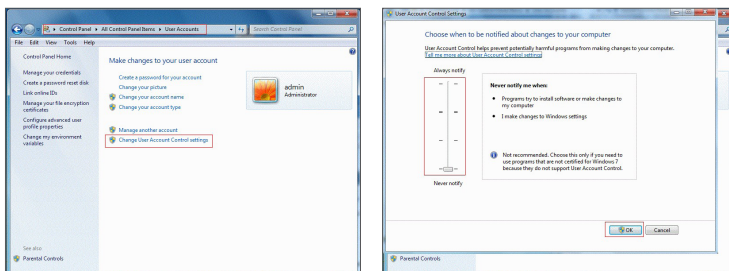 Control Panel ▸ All Control Panel Items ▸ User Accounts
Search Control Panel
File Edit View Tools Help
Control Panel Home
Manage your credentials
Create a password reset disk
Link online IDs
Manage your file encryption
certificates
Configure advanced user
profile properties
Change my environment
variables
See also
Parental Controls
Make changes to your user account
Create a password for your account
Change your picture
Change your account name
Change your account type
Manage another account
Change User Account Control settings
admin
Administrator
User Account Control Settings
Choose when to be notified about changes to your computer
User Account Control helps prevent potentially harmful programs from making changes to your computer.
Tell me more about User Account Control settings
Always notify
Never notify
Never notify me when:
• Programs try to install software or make changes to
my computer
• I make changes to Windows settings
Not recommended. Choose this only if you need to
use programs that are not certified for Windows 7
because they do not support User Account Control.
OK
Cancel
Parental Controls